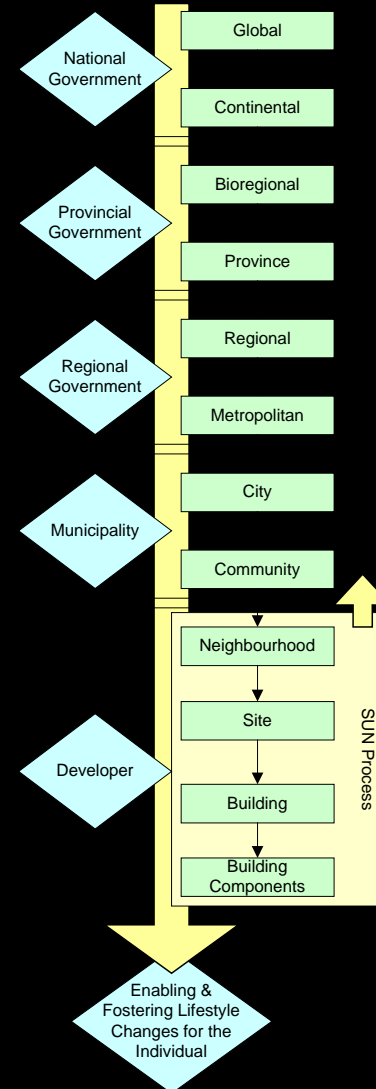 Global
National
Government
Continental
Bioregional
Provincial
Government
Province
Regional
Regional
Government
Metropolitan
City
Municipality
Community
Neighbourhood
Site
SUN Process
Developer
Building
Building
Components
Enabling &
Fostering Lifestyle
Changes for the
Individual